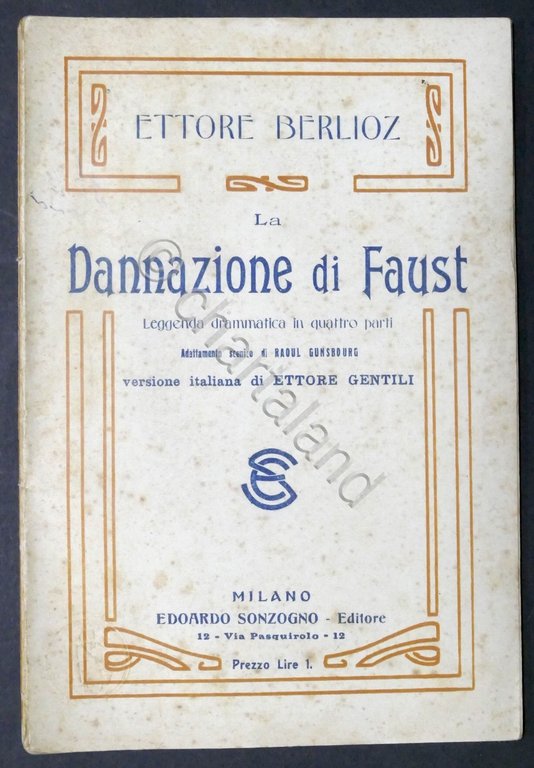 ETTORE BERLIOZ
La
Dannazione di Faust
Leggenda drammatica in quattro parti
Adattamento scenico di RAOUL GUNSBOURG
versione italiana di ETTORE GENTILI
© chartaland
MILANO
EDOARDO SONZOGNO - Editore
12 - Via Pasquirolo - 12
Prezzo Lire 1.